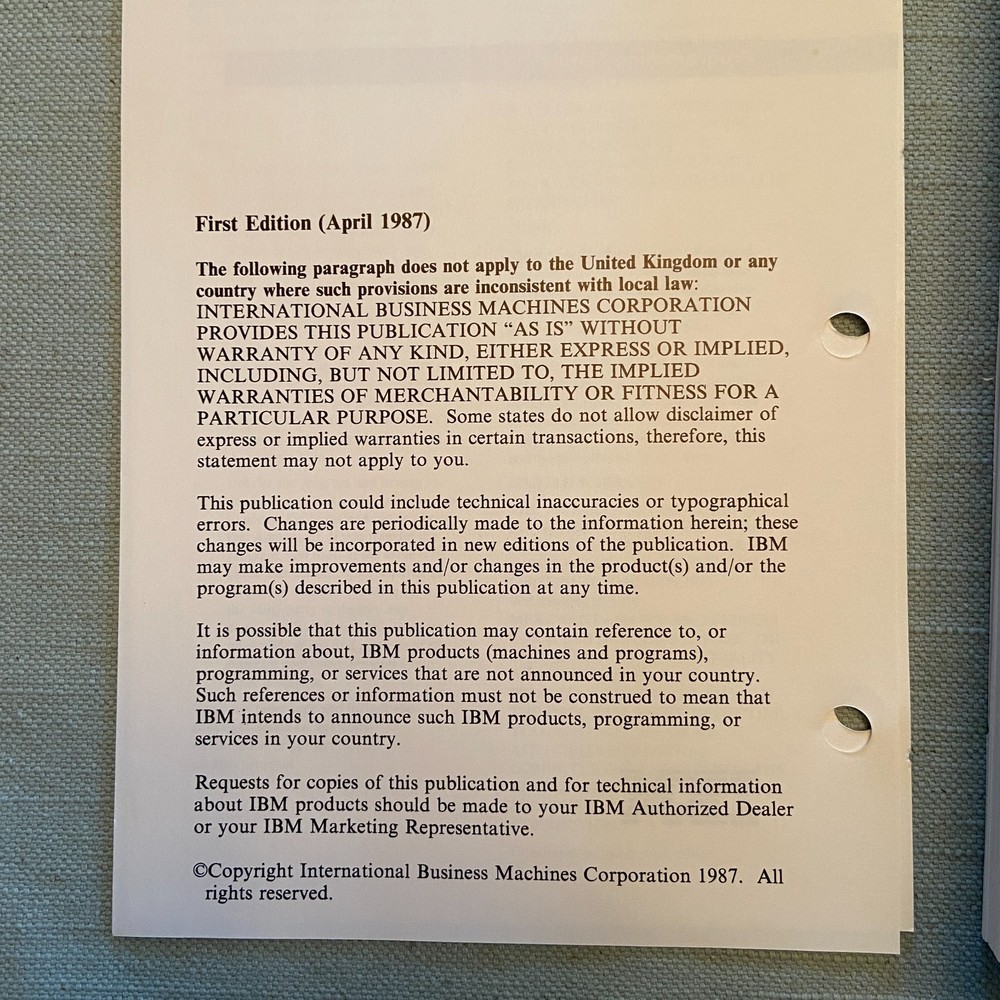 First Edition (April 1987)
The following paragraph does not apply to the United Kingdom or any
country where such provisions are inconsistent with local law:
INTERNATIONAL BUSINESS MACHINES CORPORATION
PROVIDES THIS PUBLICATION “AS IS” WITHOUT
WARRANTY OF ANY KIND, EITHER EXPRESS OR IMPLIED,
INCLUDING, BUT NOT LIMITED TO, THE IMPLIED
WARRANTIES OF MERCHANTABILITY OR FITNESS FOR A
PARTICULAR PURPOSE. Some states do not allow disclaimer of
express or implied warranties in certain transactions, therefore, this
statement may not apply to you.
This publication could include technical inaccuracies or typographical
errors. Changes are periodically made to the information herein; these
changes will be incorporated in new editions of the publication. IBM
may make improvements and/or changes in the product(s) and/or the
program(s) described in this publication at any time.
It is possible that this publication may contain reference to, or
information about, IBM products (machines and programs),
programming, or services that are not announced in your country.
Such references or information must not be construed to mean that
IBM intends to announce such IBM products, programming, or
services in your country.
Requests for copies of this publication and for technical information
about IBM products should be made to your IBM Authorized Dealer
or your IBM Marketing Representative.
©Copyright International Business Machines Corporation 1987. All
rights reserved.